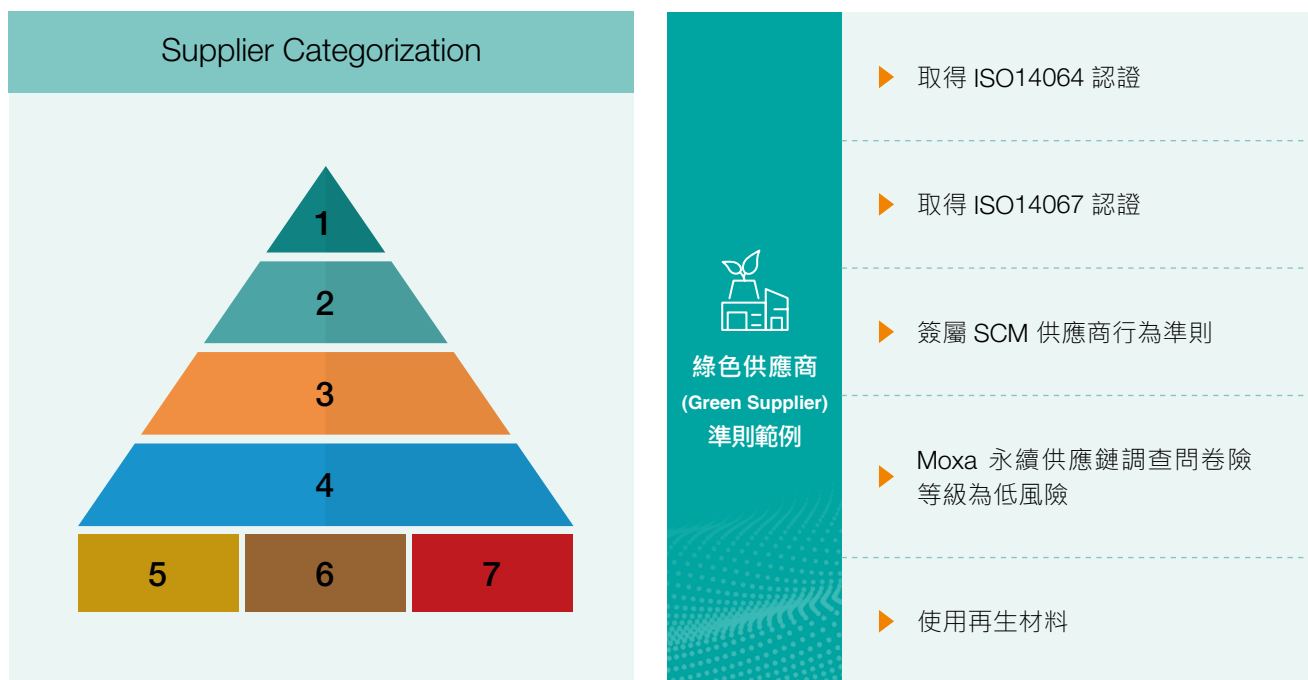 Supplier Categorization
1
2
3
4
5 6 7
綠色供應商
(Green Supplier)
準則範例
取得 ISO14064 認證
取得 ISO14067 認證
簽屬 SCM 供應商行為準則
Moxa 永續供應鏈調查問卷險
等級為低風險
使用再生材料